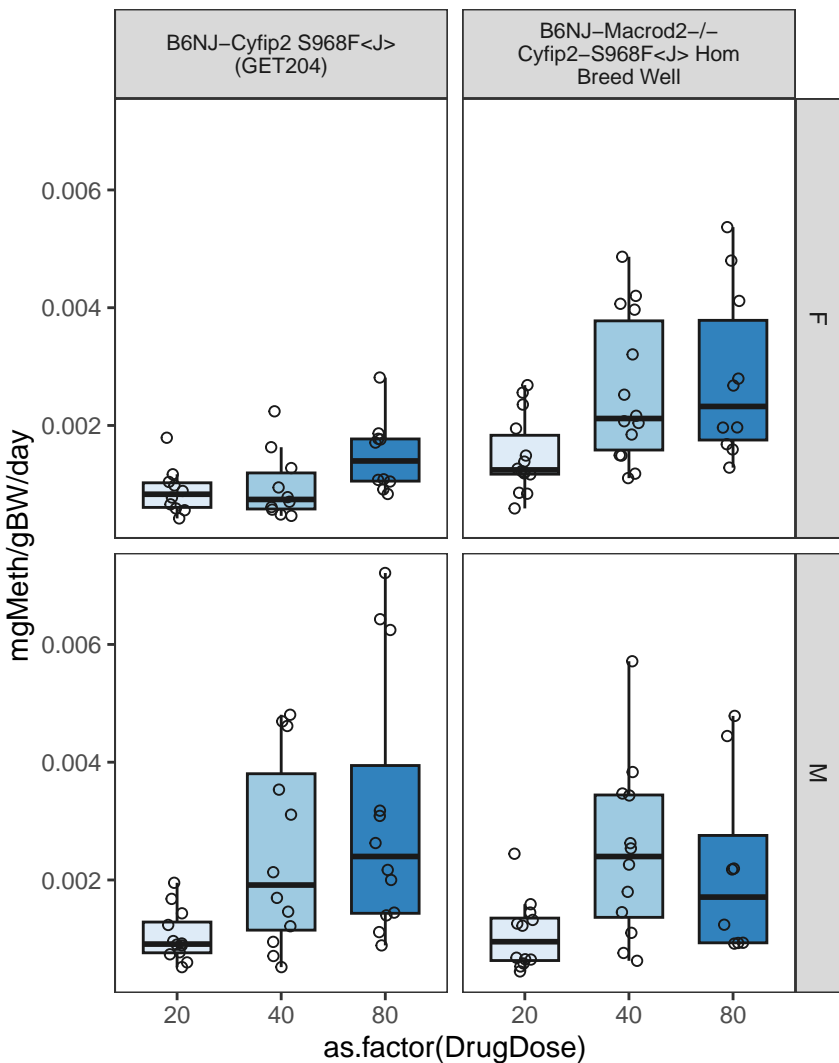 B6NJ−Cyfip2 S968F<J>
(GET204)
B6NJ−Macrod2−/−
Cyfip2−S968F<J> Hom
Breed Well
0.006
0.004
0.002
F
0.006
0.004
0.002
M
mgMeth/gBW/day
20 40 80 20 40 80
as.factor(DrugDose)